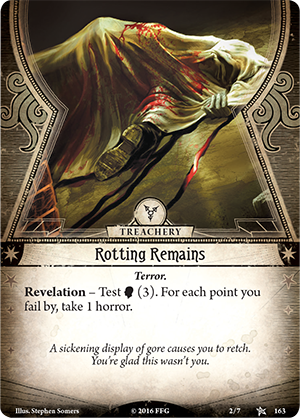 TREACHERY
Rotting Remains
Terror.
Revelation – Test (3). For each point you
fail by, take 1 horror.
A sickening display of gore causes you to retch.
You're glad this wasn't you.
Illus. Stephen Somers © 2016 FFG 2/7 163